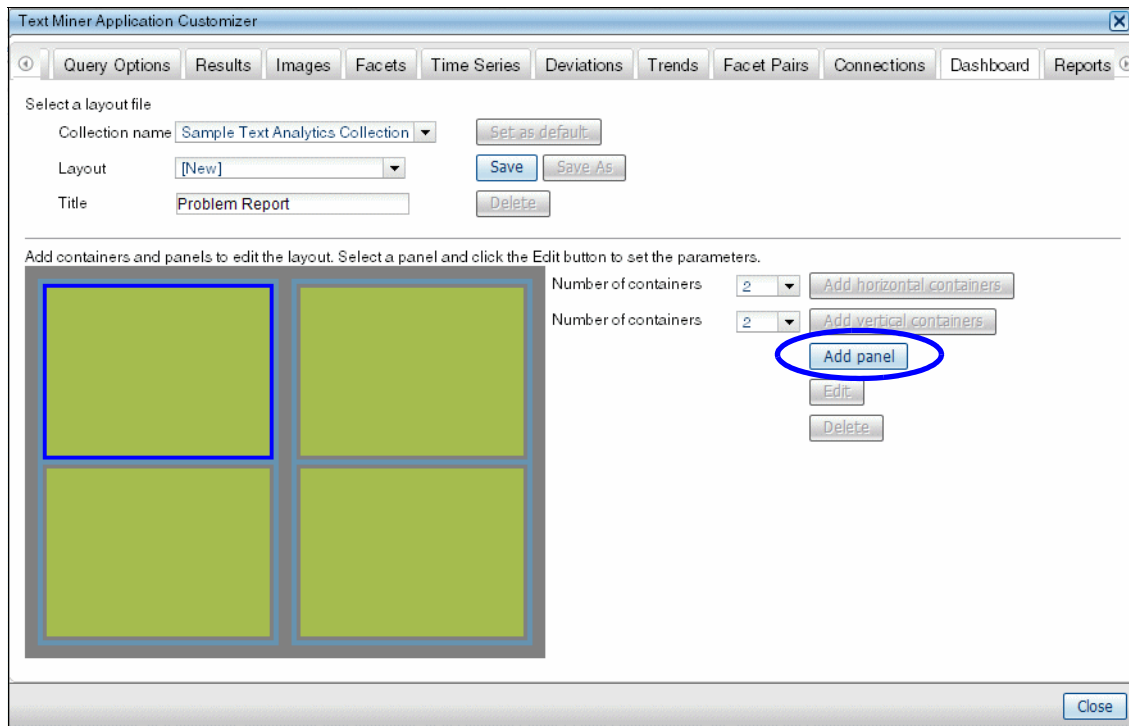 Text Miner Application Customizer
Query Options Results Images Facets Time Series Deviations Trends Facet Pairs Connections Dashboard Reports
Select a layout file
Collection name Sample Text Analytics Collection Set as default
Layout [New] Save Save As
Title Problem Report Delete
Add containers and panels to edit the layout. Select a panel and click the Edit button to set the parameters.
Number of containers 2 Add horizontal containers
Number of containers 2 Add vertical containers
Add panel
Edit
Delete
Close